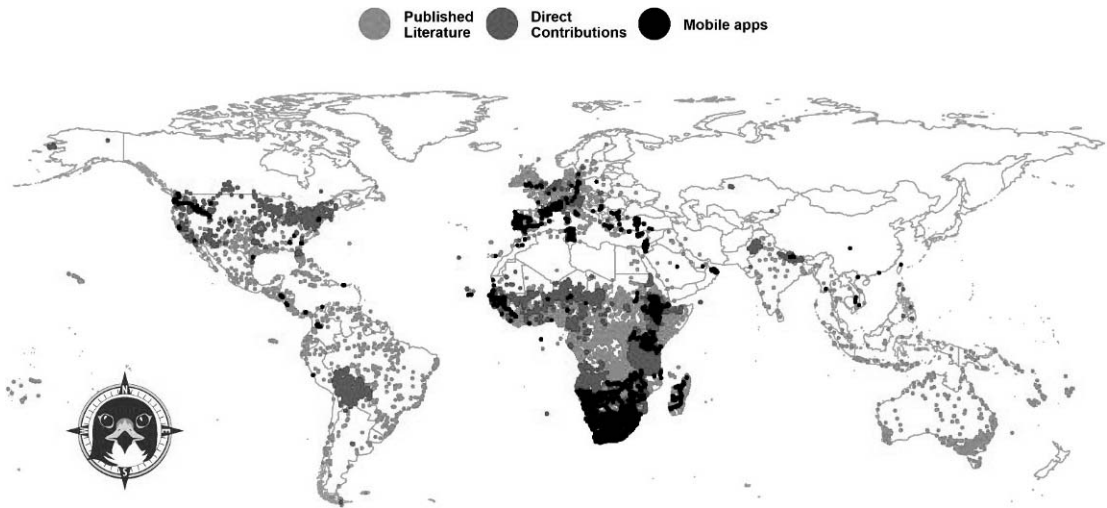 Published
Literature
Direct
Contributions
Mobile apps
N
W
E
S